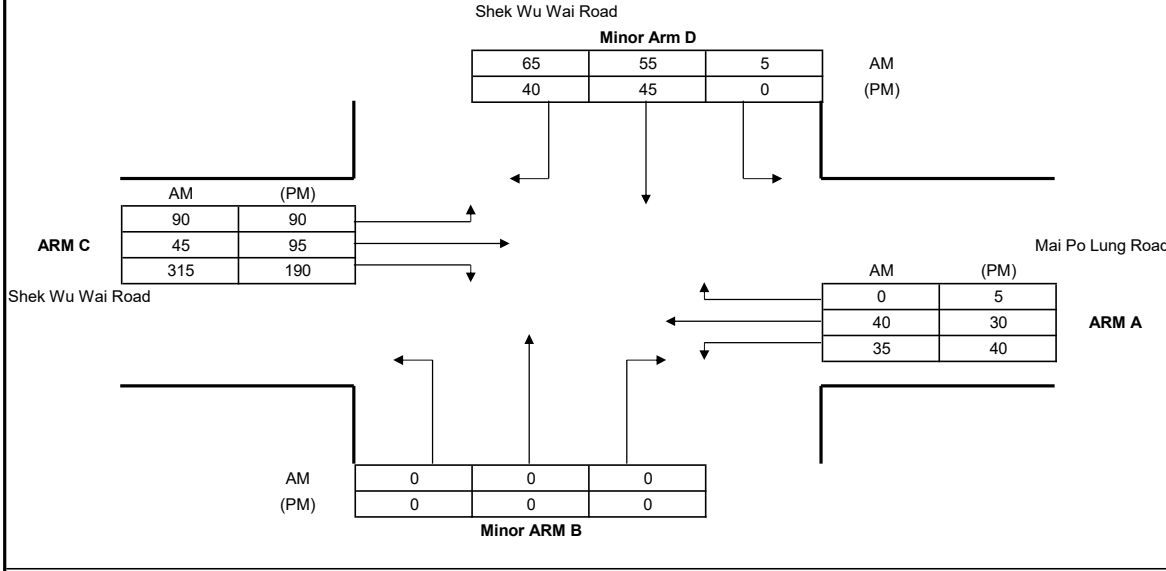 Shek Wu Wai Road
Minor Arm D
65 55 5 AM
40 45 0 (PM)
AM (PM)
90 90
ARM C 45 95
315 190
Shek Wu Wai Road
Mai Po Lung Road
AM (PM)
0 5
40 30 ARM A
35 40
AM 0 0 0
(PM) 0 0 0
Minor ARM B